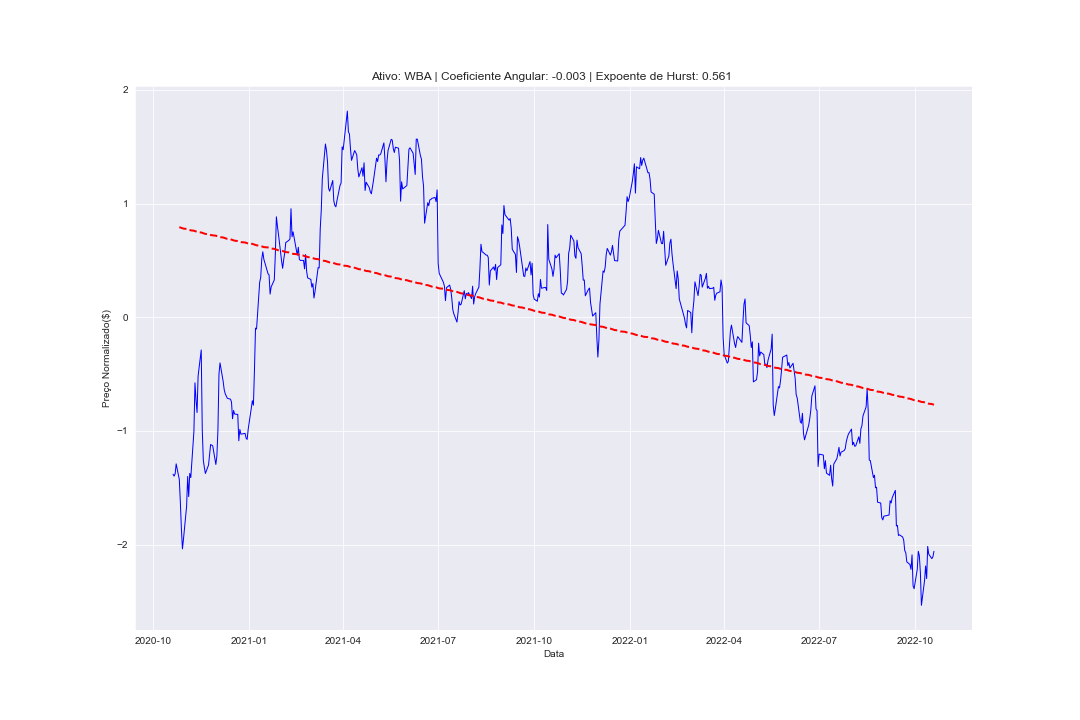 Ativo: WBA | Coeficiente Angular: -0.003 | Expoente de Hurst: 0.561
Preço Normalizado($)
2
1
0
−1
−2
2020-10 2021-01 2021-04 2021-07 2021-10 2022-01 2022-04 2022-07 2022-10
Data